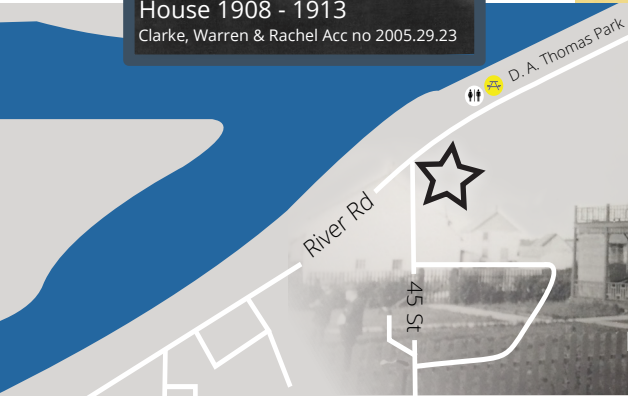 House 1908 - 1913
Clarke, Warren & Rachel Acc no 2005.29.23
D. A. Thomas Park
River Rd
45 St